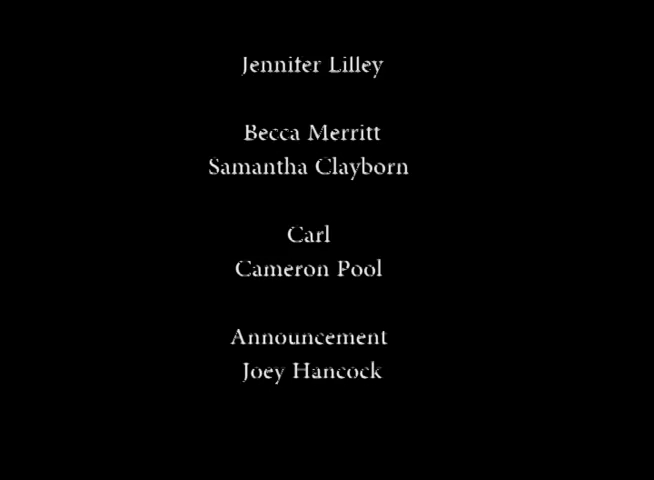 Jennifer Lilley
Becca Merritt
Samantha Clayborn
Carl
Cameron Pool
Announcement
Joey Hancock